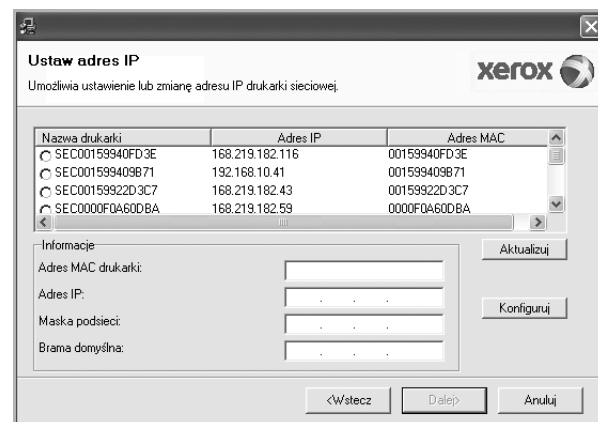 Ustaw adres IP
Umożliwia ustawienie lub zmianę adresu IP drukarki sieciowej.
xerox
Nazwa drukarki Adres IP Adres MAC
SEC00159940FD3E 168.219.182.116 00159940FD3E
SEC001599409B71 192.168.10.41 001599409B71
SEC00159922D3C7 168.219.182.43 00159922D3C7
SEC0000F0A60DBA 168.219.182.59 0000F0A60DBA
Informacje
Aktualizuj
Adres MAC drukarki:
Adres IP:
Konfiguruj
Maska podsieci:
Brama domyślna:
<Wstecz Dalej> Anuluj